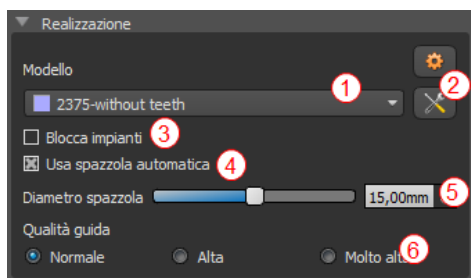 Realizzazione
Modello
1
2
2375-without teeth
Blocca impianti
3
Usa spazzola automatica
4
Diametro spazzola
15,00mm
5
Qualità guida
6
Normale
Alta
Molto alta